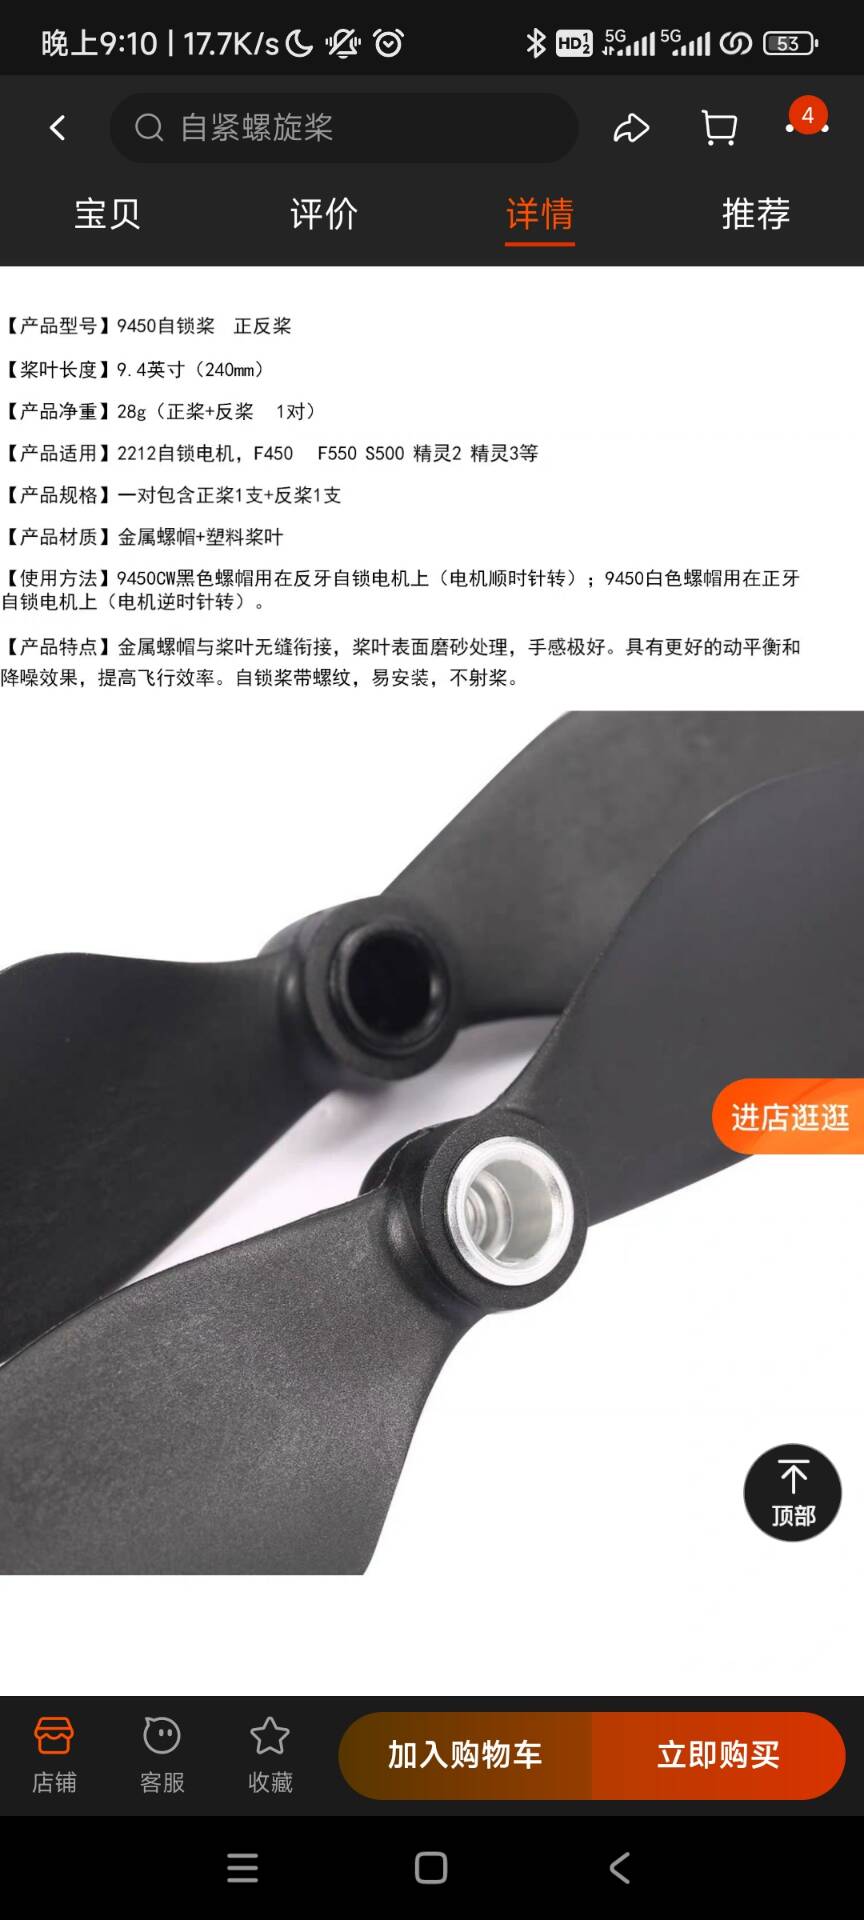 晚上9:10 | 17.7K/s
HD 1 2 5G 5G 53
自紧螺旋桨
4
宝贝 评价 详情 推荐
【产品型号】9450自锁桨 正反桨
【桨叶长度】9.4英寸（240mm）
【产品净重】28g（正桨+反桨 1对）
【产品适用】2212自锁电机，F450 F550 S500 精灵2 精灵3等
【产品规格】一对包含正桨1支+反桨1支
【产品材质】金属螺帽+塑料桨叶
【使用方法】9450CW黑色螺帽用在反牙自锁电机上（电机顺时针转）；9450白色螺帽用在正牙
自锁电机上（电机逆时针转）。
【产品特点】金属螺帽与桨叶无缝衔接，桨叶表面磨砂处理，手感极好。具有更好的动平衡和
降噪效果，提高飞行效率。自锁桨带螺纹，易安装，不射桨。
进店逛逛
顶部
店铺 客服 收藏 加入购物车 立即购买